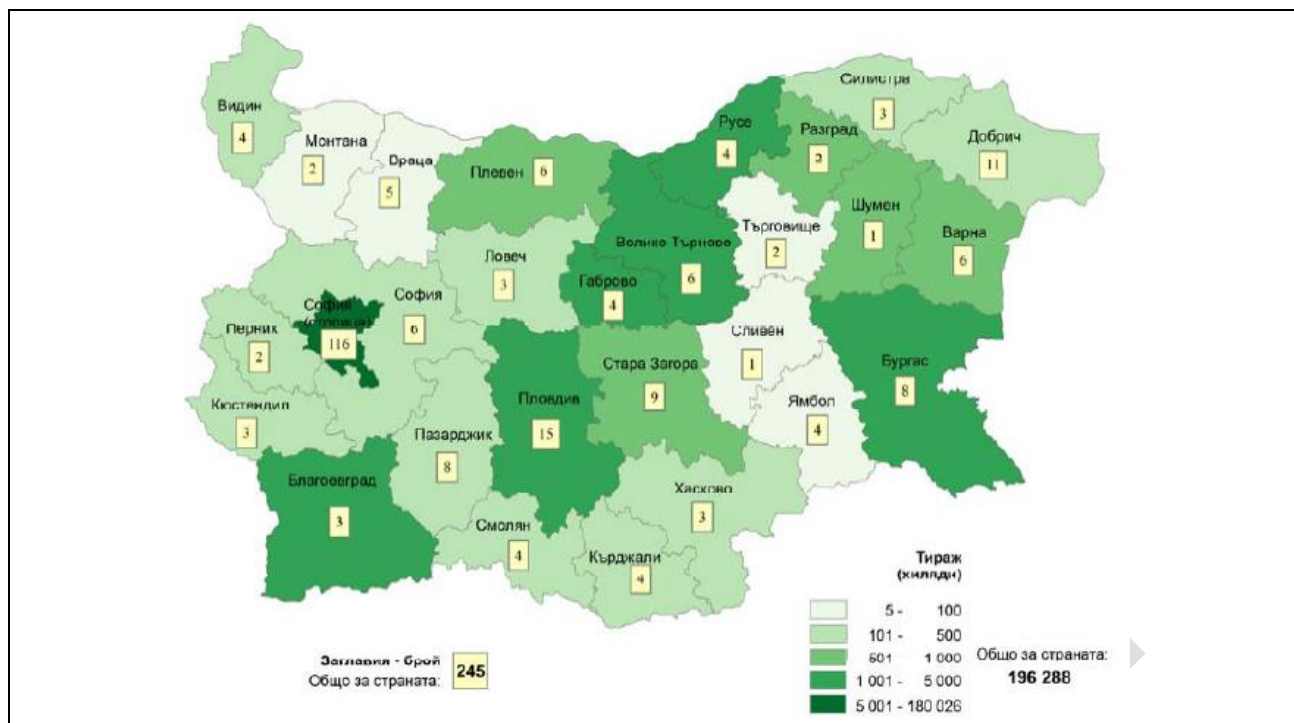 Видин
4
Монтана
2
Враца
5
Плевен
6
Русе
4
Силистра
3
Разград
2
Добрич
11
Шумен
1
Варна
6
Търговище
2
Велико Търново
6
Габрово
4
Ловеч
3
София
6
София
(столица)
116
Перник
2
Кюстендил
3
Благоевград
3
Пазарджик
8
Пловдив
15
Стара Загора
9
Сливен
1
Ямбол
4
Бургас
8
Хасково
3
Смолян
4
Кърджали
4
Заглавия - брой
Общо за страната: 245
Тираж
(хиляди)
5 - 100
101 - 500
501 - 1 000
1 001 - 5 000
5 001 - 180 026
Общо за страната:
196 288